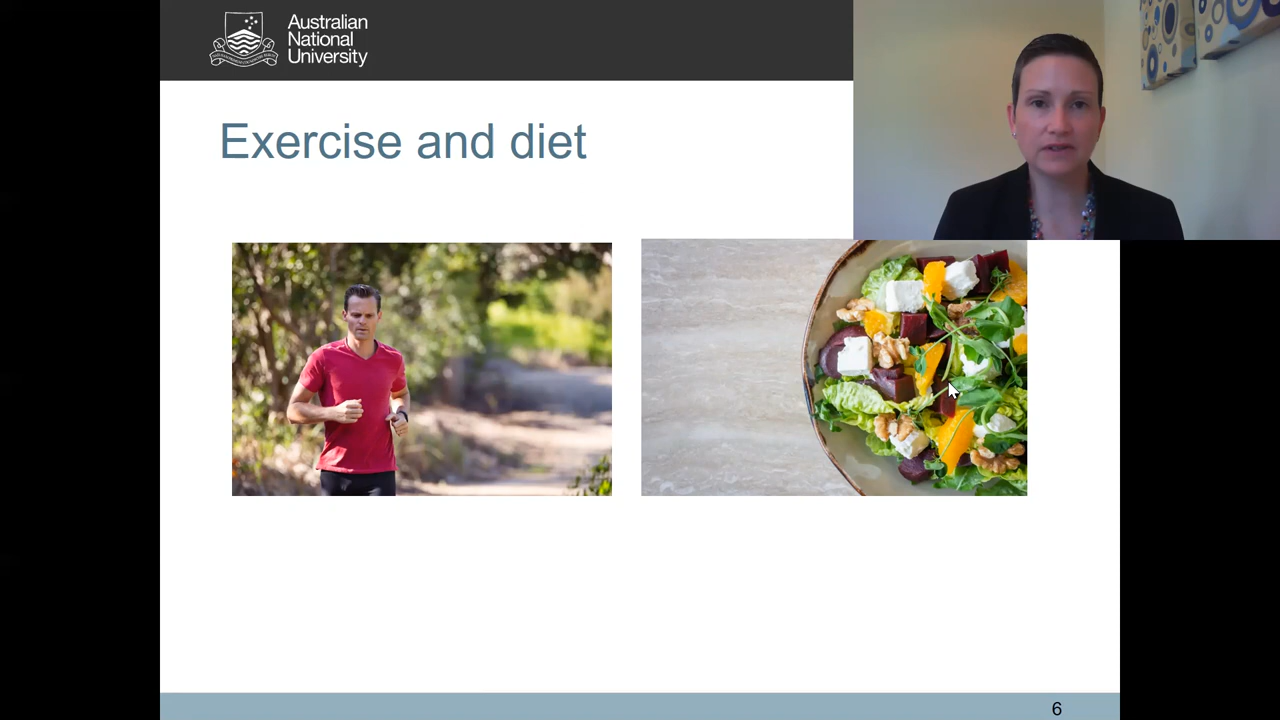 Australian
National
University
Exercise and diet
6